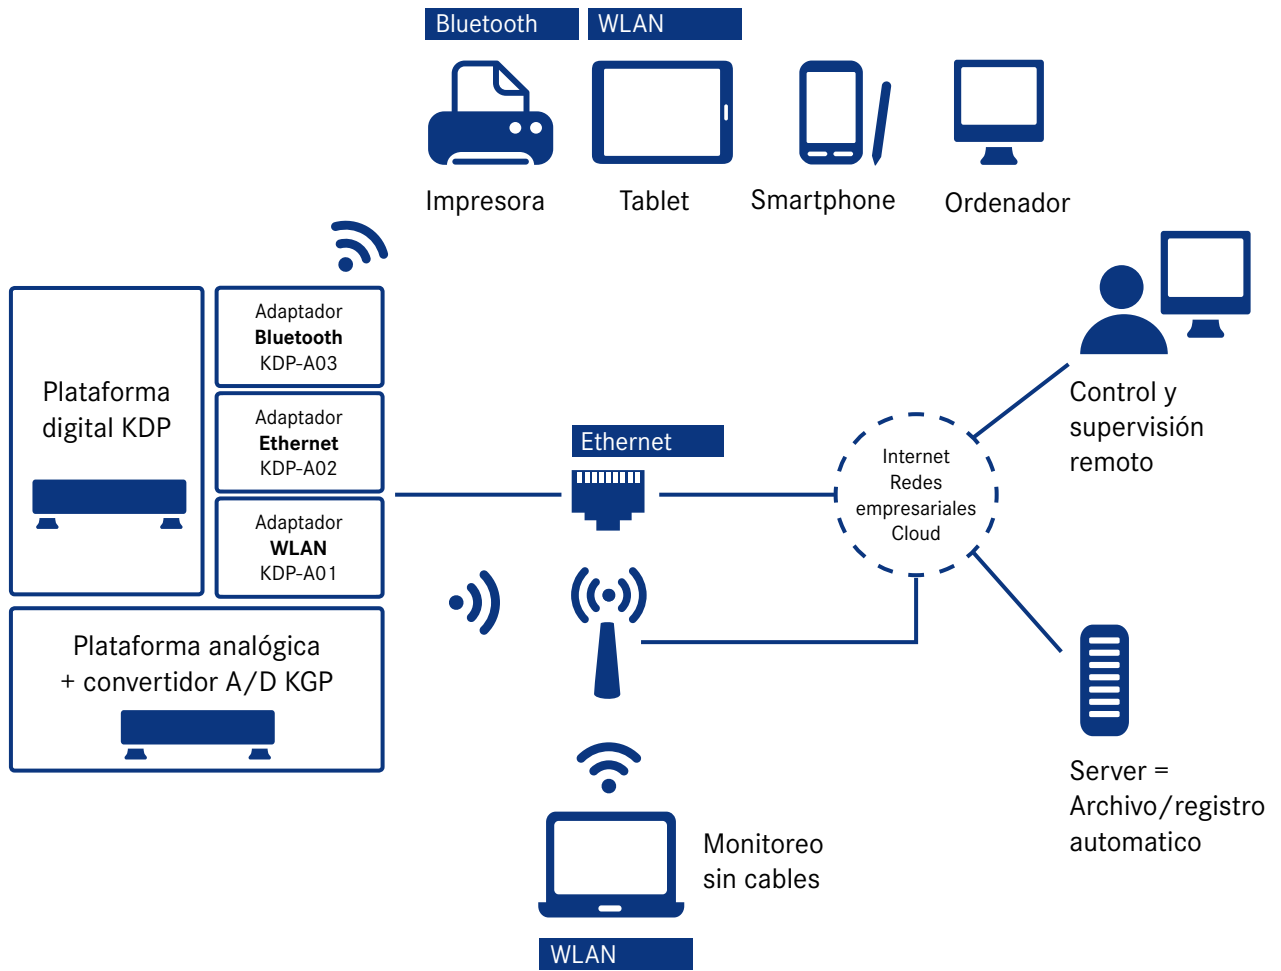 Bluetooth
WLAN
Impresora
Tablet
Smartphone
Ordenador
Plataforma
digital KDP
Adaptador
Bluetooth
KDP-A03
Adaptador
Ethernet
KDP-A02
Adaptador
WLAN
KDP-A01
Plataforma analógica
+ convertidor A/D KGP
Ethernet
Internet
Redes
empresariales
Cloud
Control y
supervisión
remoto
Server =
Archivo/registro
automatico
Monitoreo
sin cables
WLAN